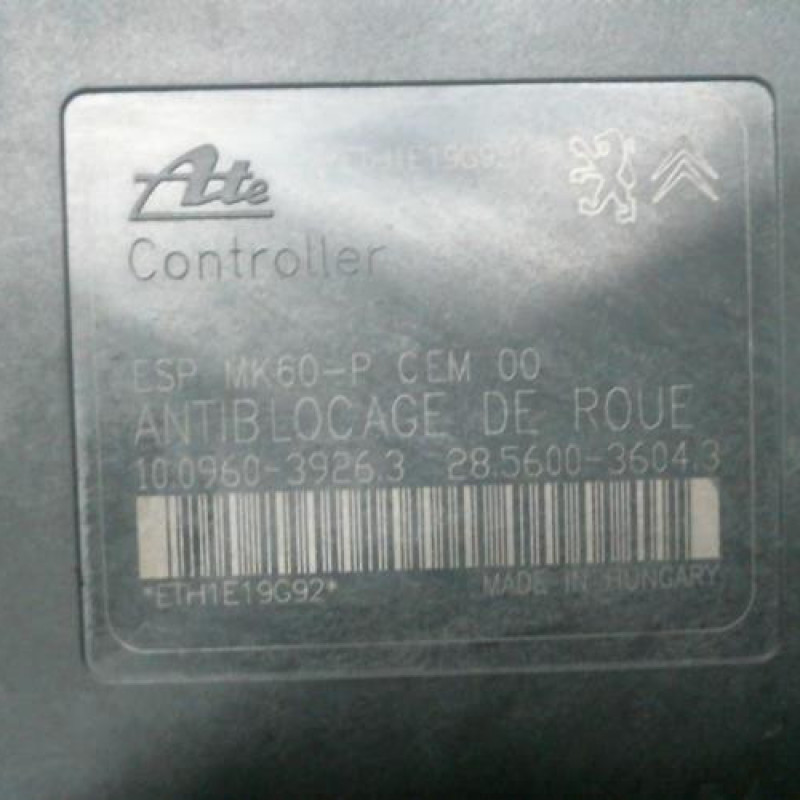 Ate
Controller
ESP MK60-P CEM 00
ANTIBLOCAGE DE ROUE
10.0960-3926.3 28.5600-3604.3
*ETH1E19G92*
MADE IN HUNGARY